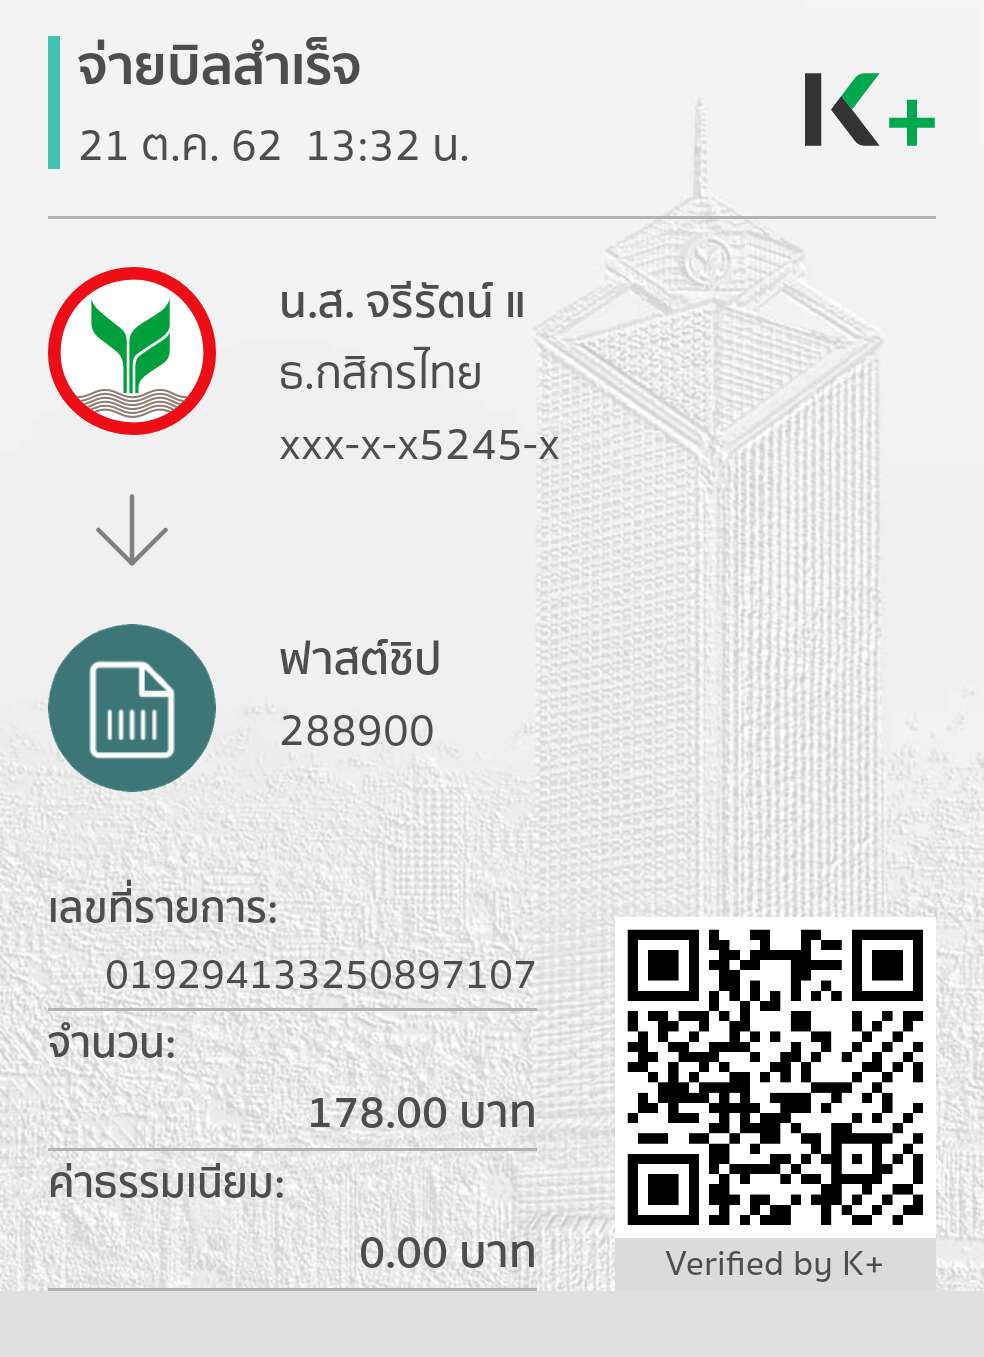 จ่ายบิลสำเร็จ
21 ต.ค. 62 13:32 น.
K+
น.ส. จรีรัตน์ แ
ธ.กสิกรไทย
xxx-x-x5245-x
ฟาสต์ชิป
288900
เลขที่รายการ:
019294133250897107
จำนวน:
178.00 บาท
ค่าธรรมเนียม:
0.00 บาท
Verified by K+